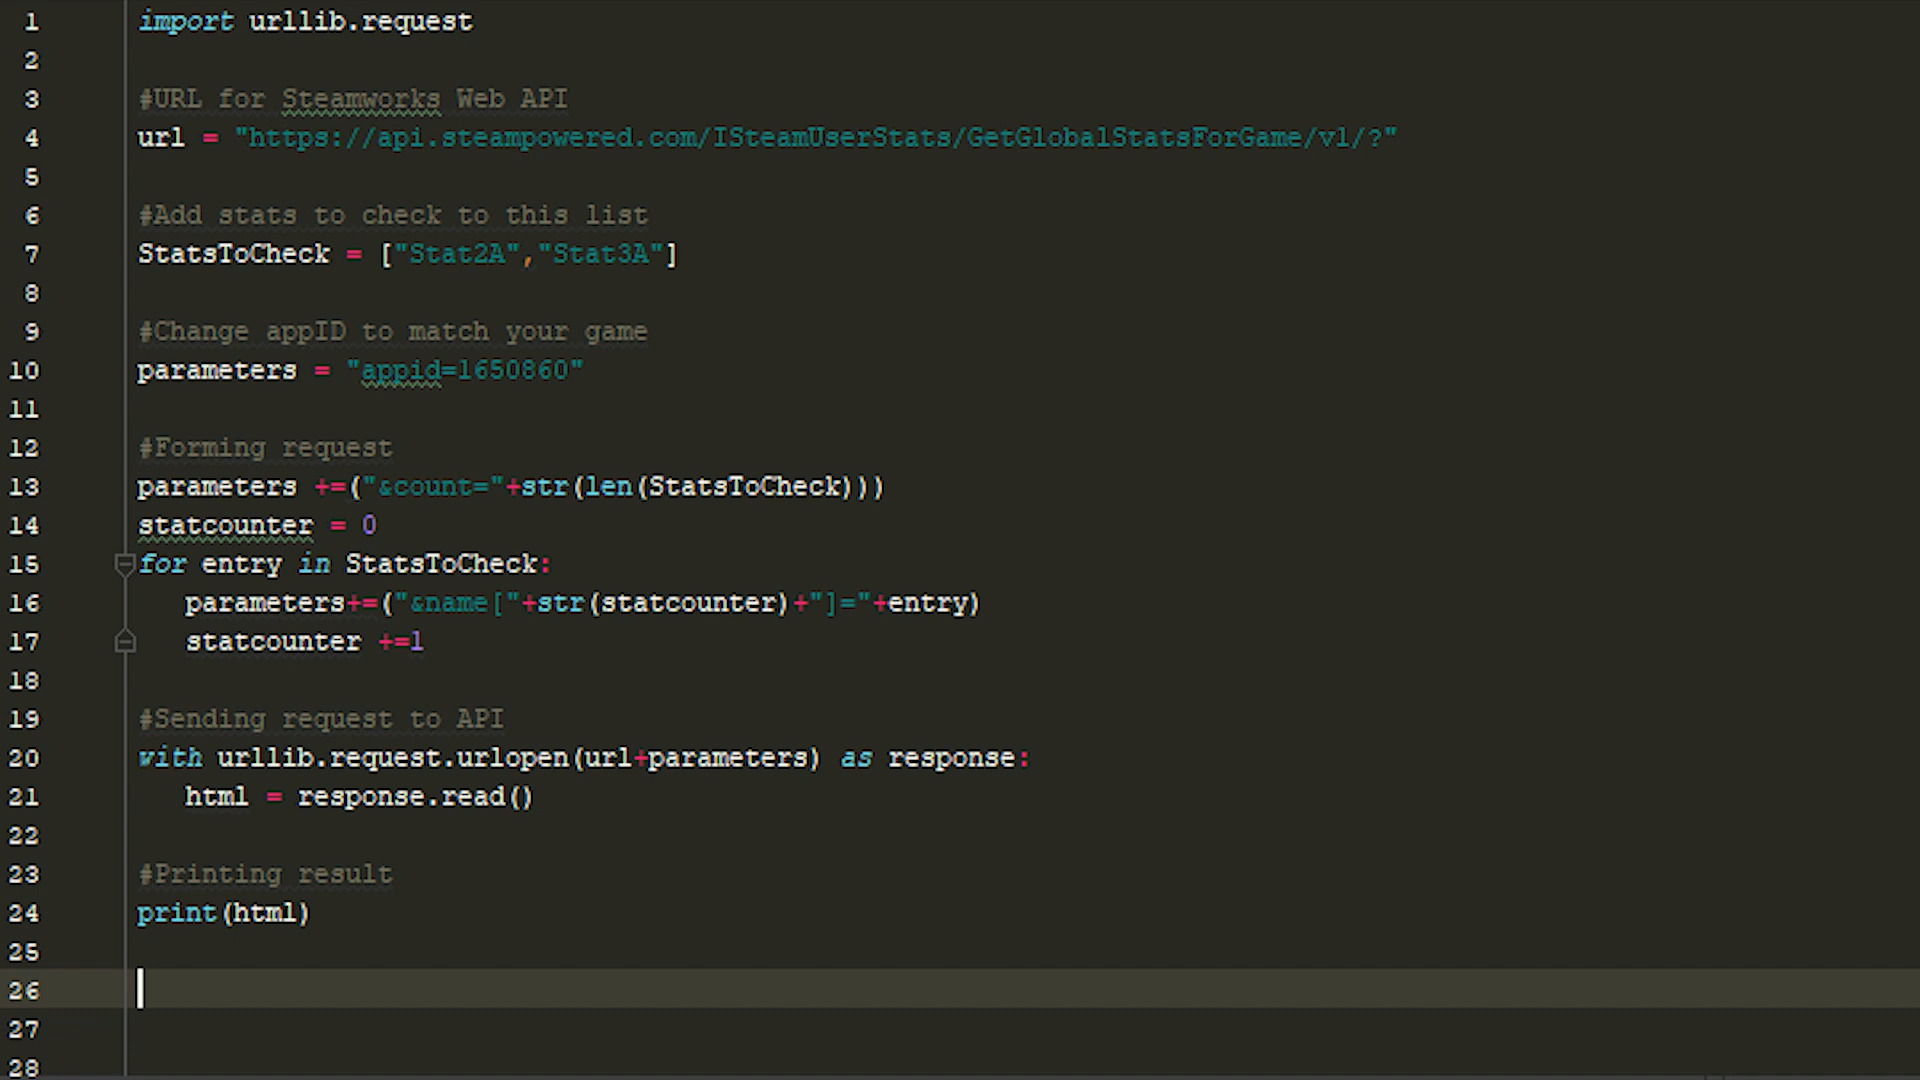 1 import urllib.request
2
3 #URL for Steamworks Web API
4 url = "https://api.steampowered.com/ISteamUserStats/GetGlobalStatsForGame/v1/?"
5
6 #Add stats to check to this list
7 StatsToCheck = ["Stat2A","Stat3A"]
8
9 #Change appID to match your game
10 parameters = "appid=1650860"
11
12 #Forming request
13 parameters +=("&count="+str(len(StatsToCheck)))
14 statcounter = 0
15 for entry in StatsToCheck:
16    parameters+=("&name["+str(statcounter)+"]="+entry)
17    statcounter +=1
18
19 #Sending request to API
20 with urllib.request.urlopen(url+parameters) as response:
21    html = response.read()
22
23 #Printing result
24 print(html)
25
26
27
28